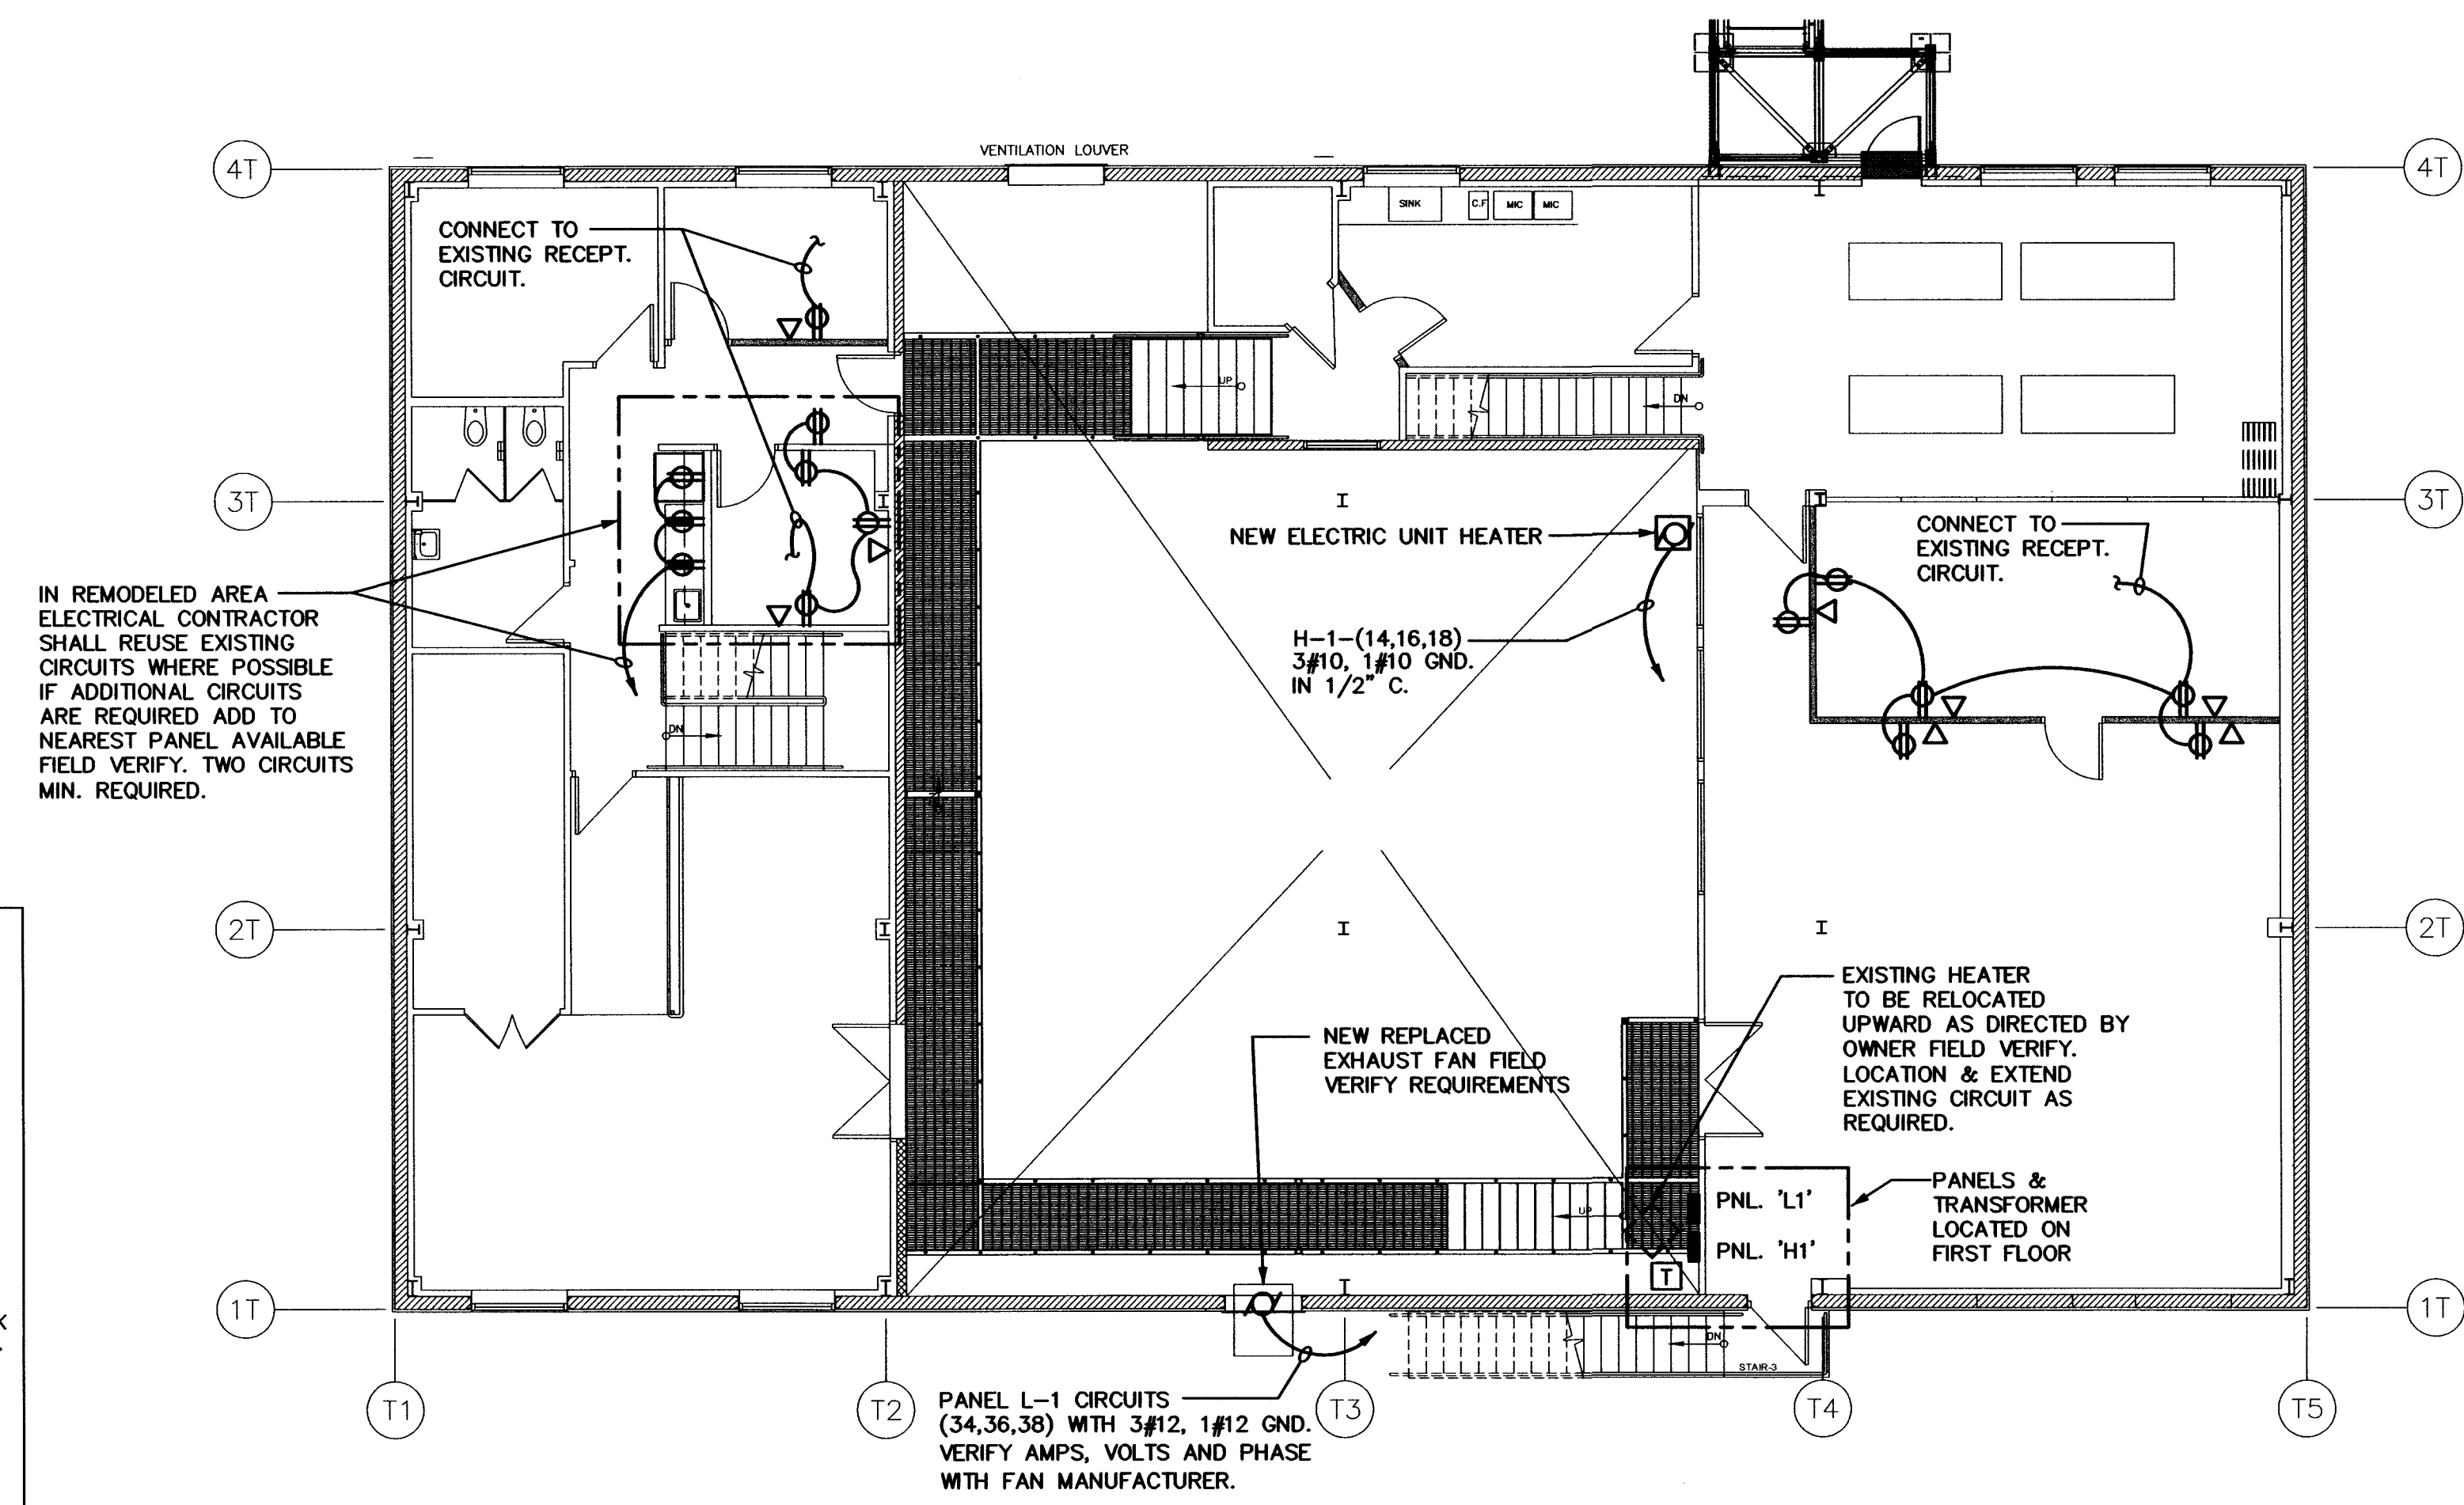 VENTILATION LOUVER
4T
4T
CONNECT TO
EXISTING RECEPT.
CIRCUIT.
SINK
C.F
MIC
MIC
UP
DN
3T
3T
NEW ELECTRIC UNIT HEATER
CONNECT TO
EXISTING RECEPT.
CIRCUIT.
IN REMODELED AREA
ELECTRICAL CONTRACTOR
SHALL REUSE EXISTING
CIRCUITS WHERE POSSIBLE
IF ADDITIONAL CIRCUITS
ARE REQUIRED ADD TO
NEAREST PANEL AVAILABLE
FIELD VERIFY. TWO CIRCUITS
MIN. REQUIRED.
H-1-(14,16,18)
3#10, 1#10 GND.
IN 1/2" C.
DN
2T
2T
EXISTING HEATER
TO BE RELOCATED
UPWARD AS DIRECTED BY
OWNER FIELD VERIFY.
LOCATION & EXTEND
EXISTING CIRCUIT AS
REQUIRED.
NEW REPLACED
EXHAUST FAN FIELD
VERIFY REQUIREMENTS
UP
PNL. 'L1'
PNL. 'H1'
PANELS &
TRANSFORMER
LOCATED ON
FIRST FLOOR
T
1T
1T
K
DN
STAIR-3
PANEL L-1 CIRCUITS
(34,36,38) WITH 3#12, 1#12 GND.
VERIFY AMPS, VOLTS AND PHASE
WITH FAN MANUFACTURER.
T1
T2
T3
T4
T5